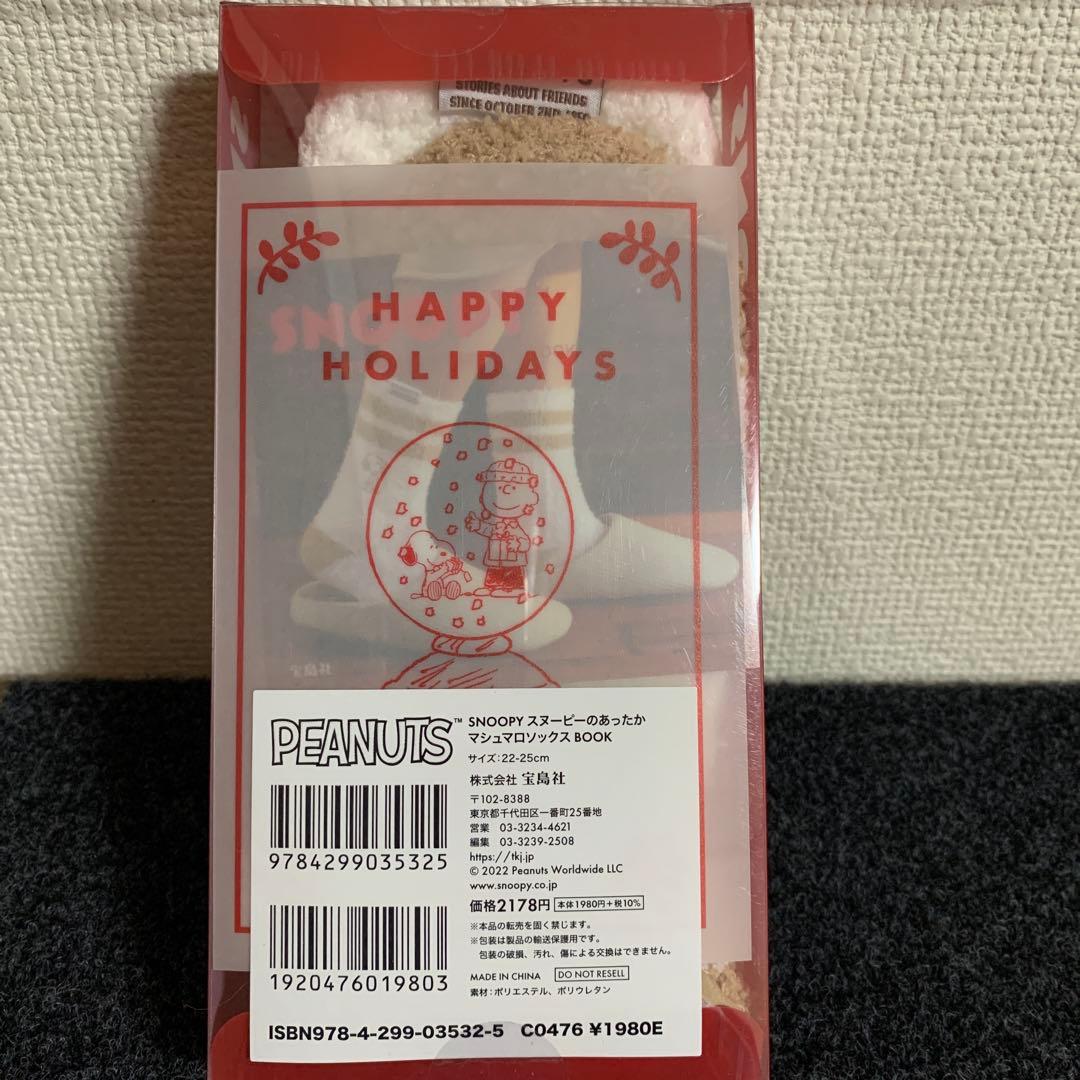 STORIES ABOUT FRIENDS
SINCE OCTOBER 2ND
HAPPY
HOLIDAYS
SNOOPY
宝島社
PEANUTS™
SNOOPY スヌーピーのあったか
マシュマロソックス BOOK
サイズ:22-25cm
株式会社 宝島社
〒102-8388
東京都千代田区一番町25番地
営業 03-3234-4621
編集 03-3239-2508
https://tkj.jp
© 2022 Peanuts Worldwide LLC
www.snoopy.co.jp
価格2178円 本体1980円+税10%
※本品の転売を固く禁じます。
※包装は製品の輸送保護用です。
包装の破損、汚れ、傷による交換はできません。
MADE IN CHINA DO NOT RESELL
素材:ポリエステル、ポリウレタン
9784299035325
1920476019803
ISBN978-4-299-03532-5 C0476 ¥1980E